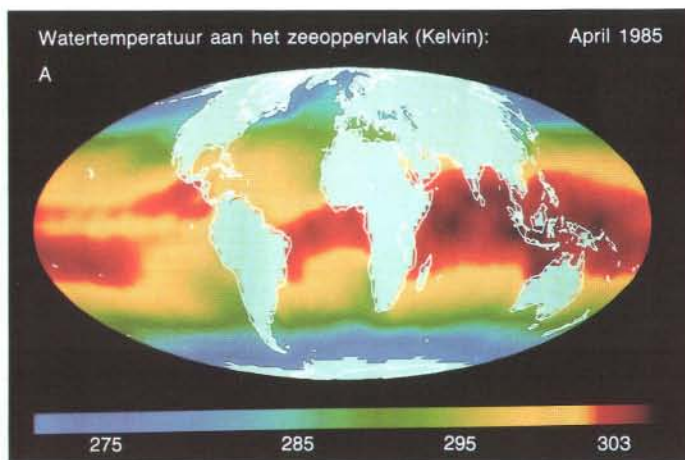 Watertemperatuur aan het zeeoppervlak (Kelvin): April 1985
A
275 285 295 303